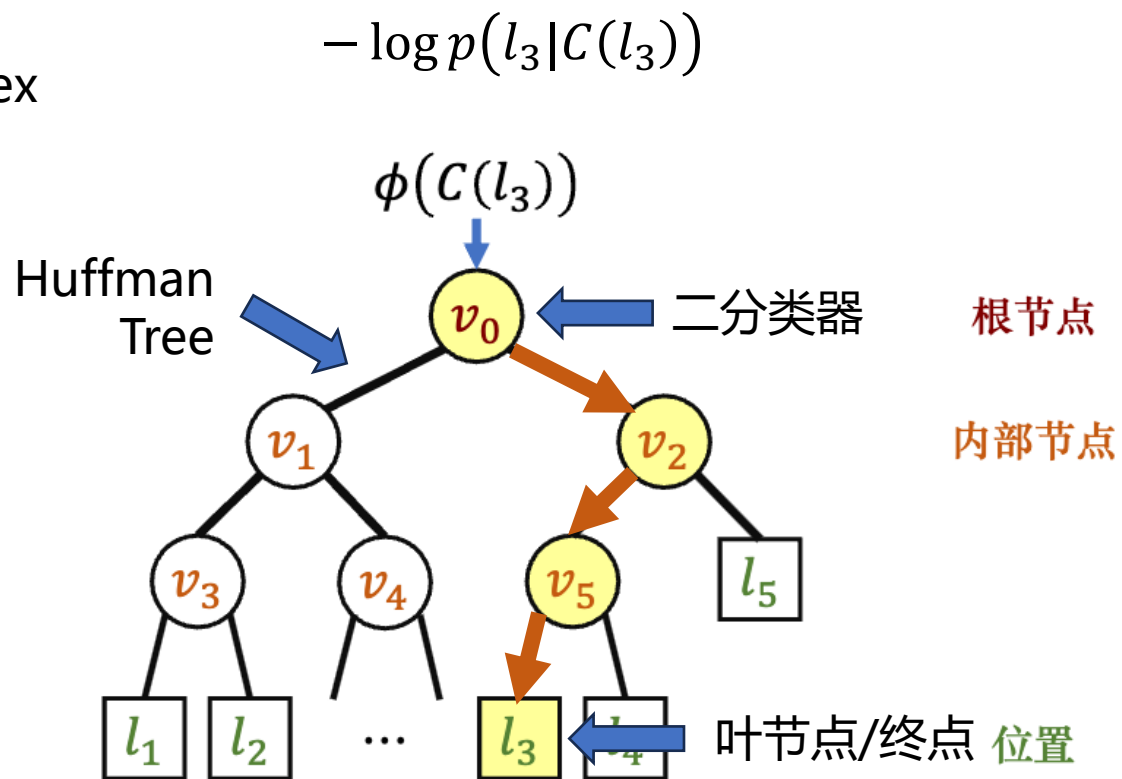 − log p(l₃|C(l₃))
ex
ϕ(C(l₃))
Huffman
Tree
v₀
二分类器
根节点
v₁
v₂
内部节点
v₃
v₄
v₅
l₅
l₁
l₂
...
l₃
l₄
叶节点/终点
位置